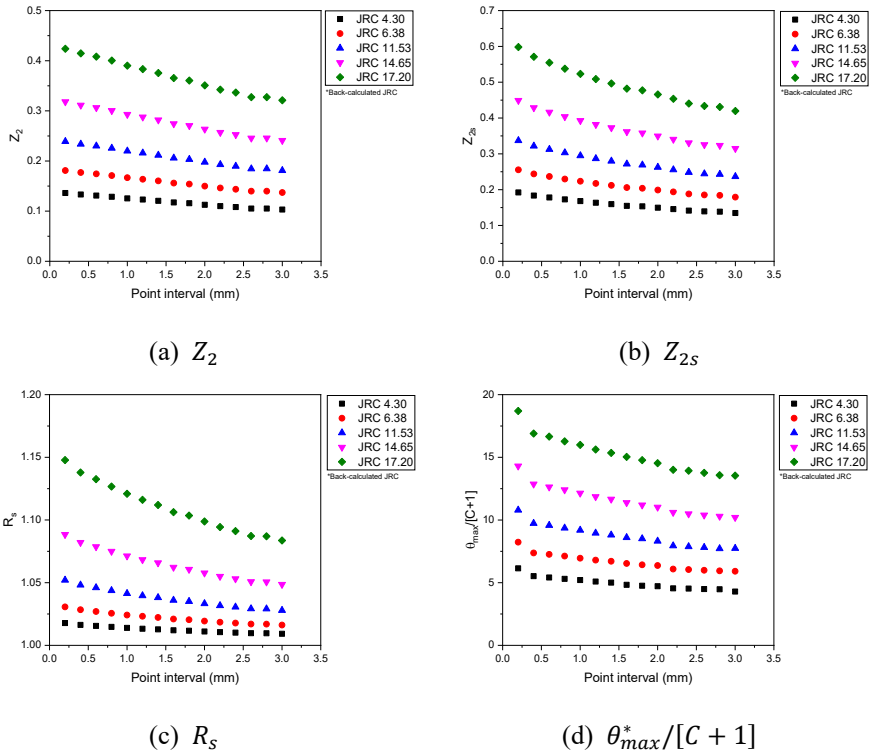 JRC 4.30
JRC 6.38
JRC 11.53
JRC 14.65
JRC 17.20
*Back-calculated JRC
0.5
0.4
0.3
0.2
0.1
0.0
Z₂
0.0 0.5 1.0 1.5 2.0 2.5 3.0 3.5
Point interval (mm)
(a) Z₂
JRC 4.30
JRC 6.38
JRC 11.53
JRC 14.65
JRC 17.20
*Back-calculated JRC
0.7
0.6
0.5
0.4
0.3
0.2
0.1
0.0
Z₂ₛ
0.0 0.5 1.0 1.5 2.0 2.5 3.0 3.5
Point interval (mm)
(b) Z₂ₛ
JRC 4.30
JRC 6.38
JRC 11.53
JRC 14.65
JRC 17.20
*Back-calculated JRC
1.20
1.15
1.10
1.05
1.00
Rₛ
0.0 0.5 1.0 1.5 2.0 2.5 3.0 3.5
Point interval (mm)
(c) Rₛ
JRC 4.30
JRC 6.38
JRC 11.53
JRC 14.65
JRC 17.20
*Back-calculated JRC
20
15
10
5
0
θmax/[C+1]
0.0 0.5 1.0 1.5 2.0 2.5 3.0 3.5
Point interval (mm)
(d) θ*max/[C + 1]